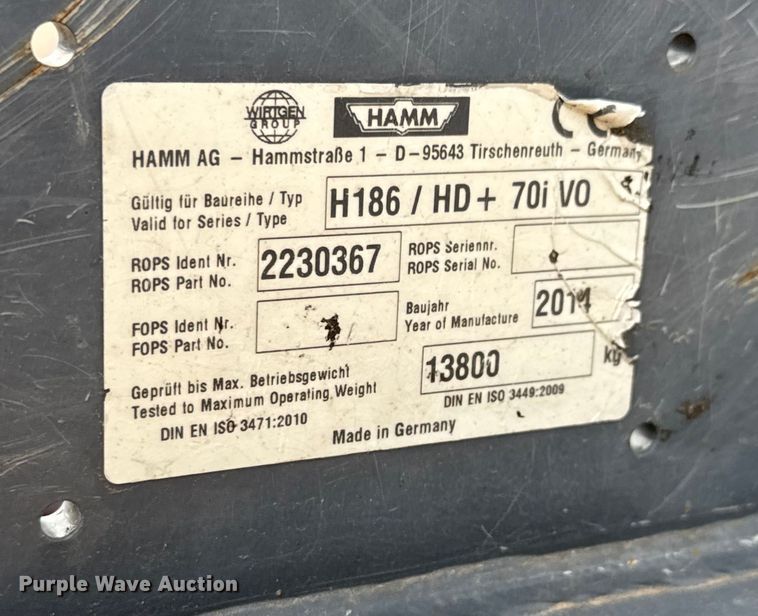 WIRTGEN
GROUP
HAMM
CE
HAMM AG – Hammstraße 1 – D–95643 Tirschenreuth – Germany
Gültig für Baureihe / Typ
Valid for Series / Type
H186 / HD+ 70i VO
ROPS Ident Nr.
ROPS Part No.
2230367
ROPS Seriennr.
ROPS Serial No.
FOPS Ident Nr.
FOPS Part No.
Baujahr
Year of Manufacture
2014
Geprüft bis Max. Betriebsgewicht
Tested to Maximum Operating Weight
13800
kg
DIN EN ISO 3471:2010
DIN EN ISO 3449:2009
Made in Germany
Purple Wave Auction